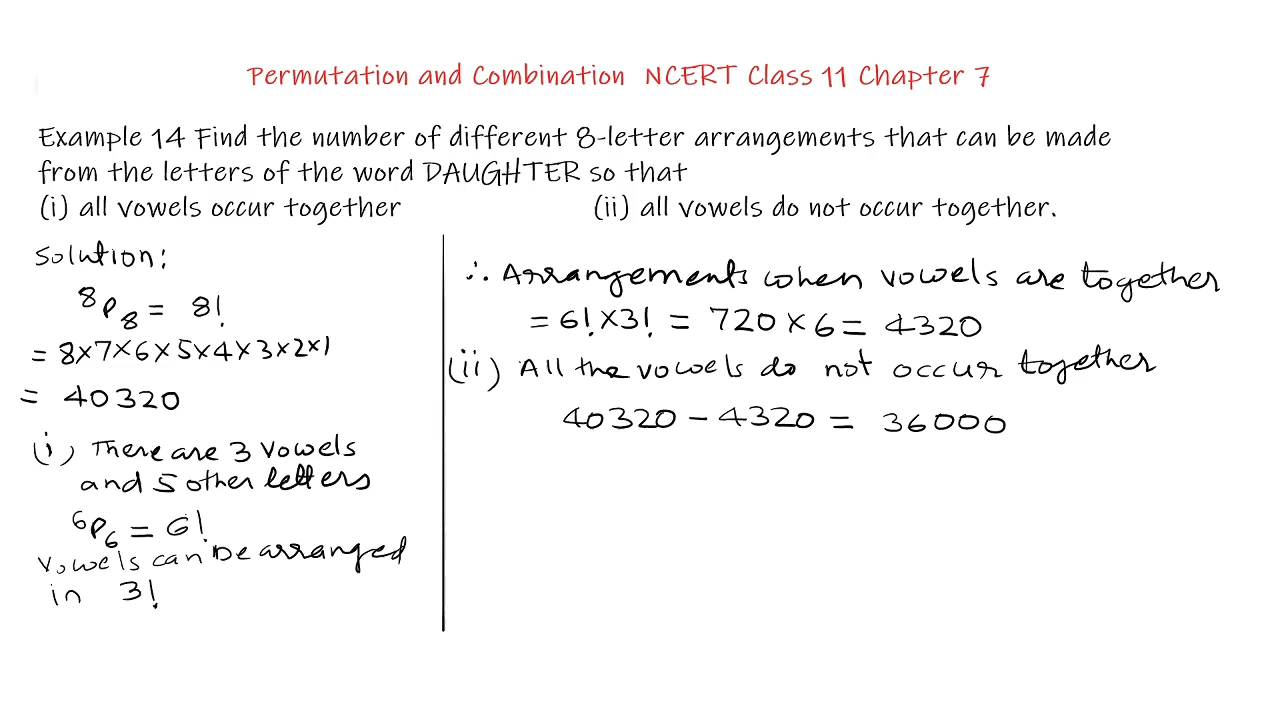 Permutation and Combination NCERT Class 11 Chapter 7
Example 14 Find the number of different 8-letter arrangements that can be made
from the letters of the word DAUGHTER so that
(i) all vowels occur together (ii) all vowels do not occur together.
Solution:
⁸P₈ = 8!
= 8×7×6×5×4×3×2×1
= 40320
(i) There are 3 vowels
and 5 other letters
⁶P₆ = 6!
vowels can be arranged
in 3!
∴ Arrangements when vowels are together
= 6! × 3! = 720 × 6 = 4320
(ii) All the vowels do not occur together
40320 - 4320 = 36000